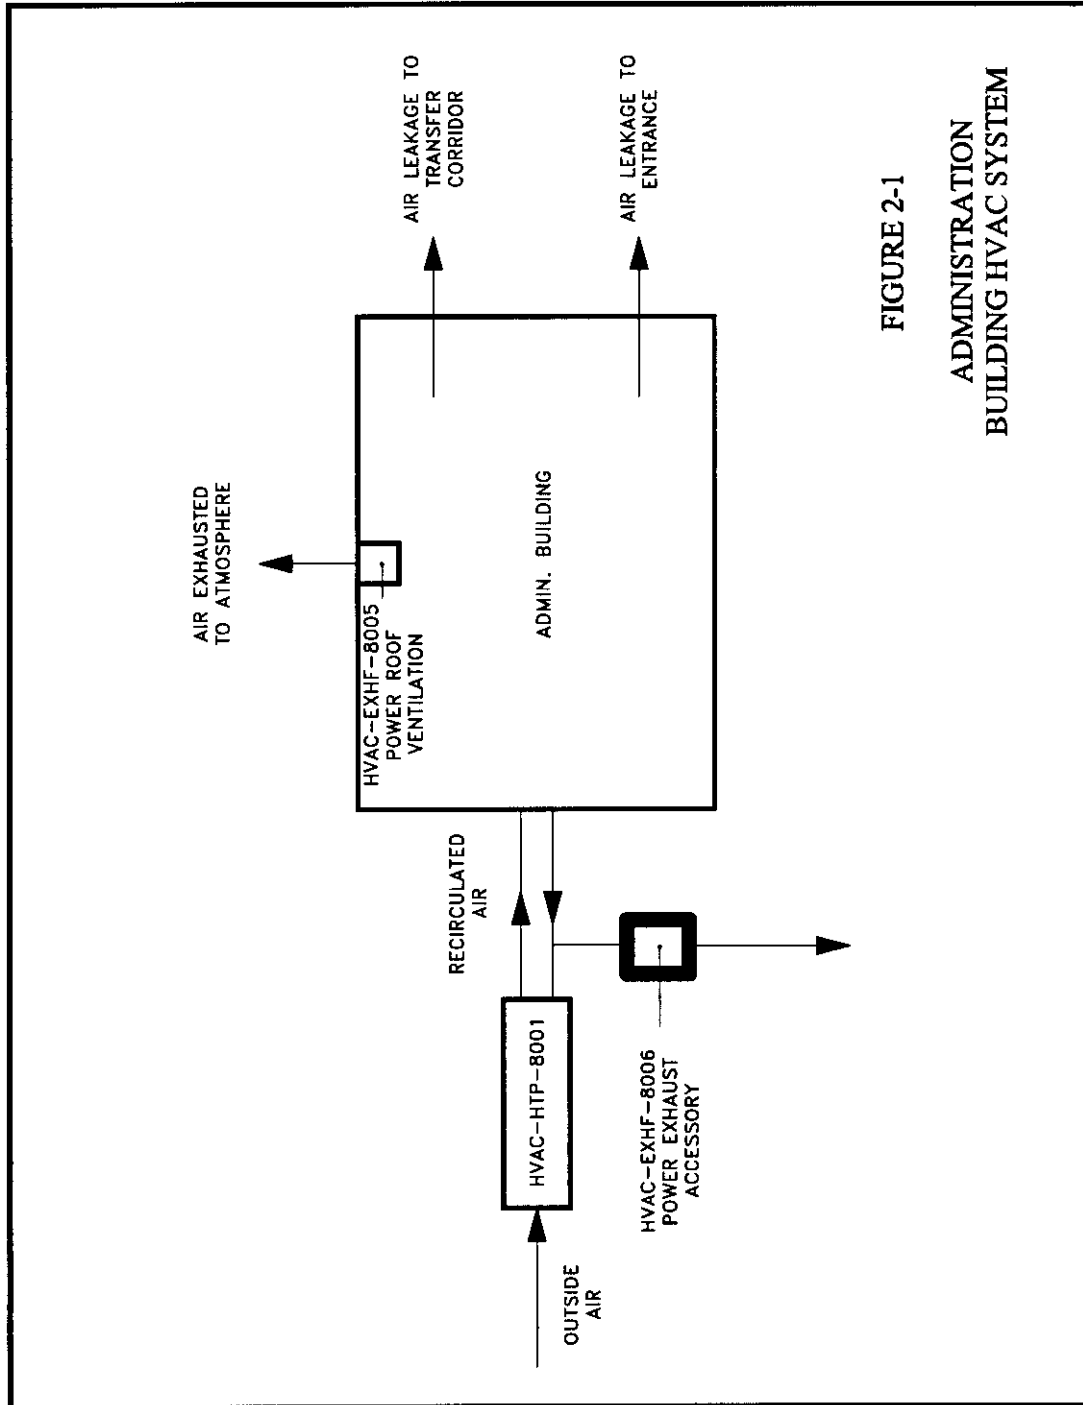 AIR EXHAUSTED
TO ATMOSPHERE
HVAC-EXHF-8005
POWER ROOF
VENTILATION
AIR LEAKAGE TO
TRANSFER
CORRIDOR
AIR LEAKAGE TO
ENTRANCE
RECIRCULATED
AIR
ADMIN. BUILDING
HVAC-HTP-8001
OUTSIDE
AIR
HVAC-EXHF-8006
POWER EXHAUST
ACCESSORY
FIGURE 2-1
ADMINISTRATION
BUILDING HVAC SYSTEM